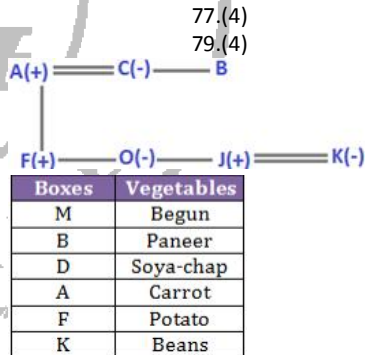 77.(4)
79.(4)
A(+) C(-) B
F(+) O(-) J(+) K(-)
Boxes Vegetables
M Begun
B Paneer
D Soya-chap
A Carrot
F Potato
K Beans